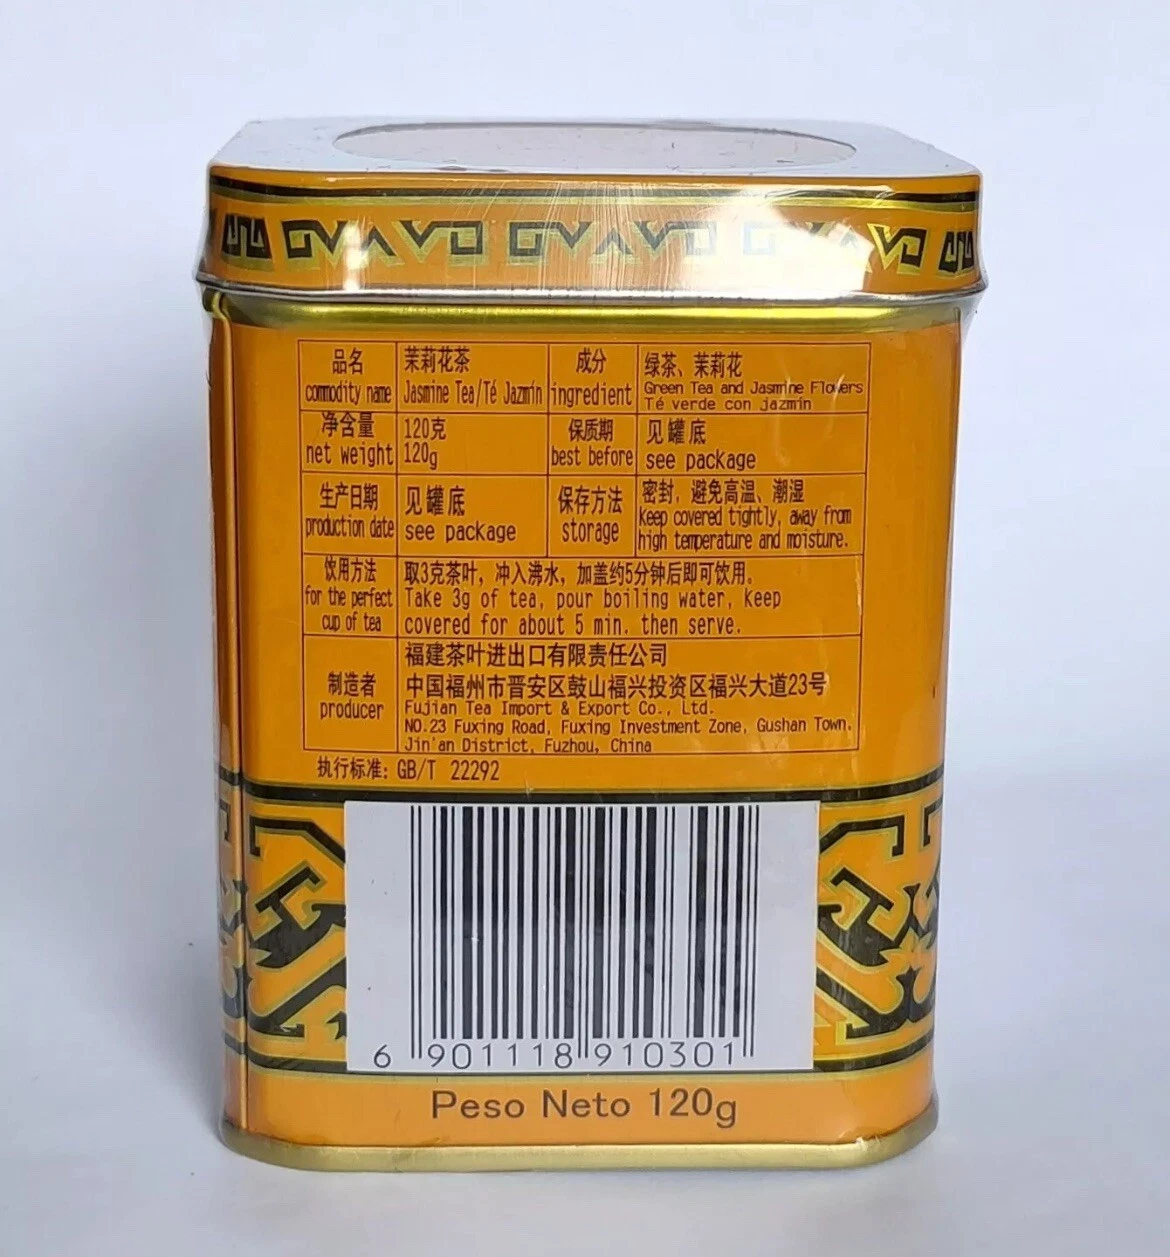 品名
commodity name
茉莉花茶
Jasmine Tea/Té Jazmín
成分
ingredient
绿茶、茉莉花
Green Tea and Jasmine Flowers
Té verde con jazmín
净含量
net weight
120克
120g
保质期
best before
见罐底
see package
生产日期
production date
见罐底
see package
保存方法
storage
密封，避免高温、潮湿
Keep covered tightly, away from
high temperature and moisture.
饮用方法
for the perfect
cup of tea
取3克茶叶，冲入沸水，加盖约5分钟后即可饮用。
Take 3g of tea, pour boiling water, keep
covered for about 5 min. then serve.
制造者
producer
福建茶叶进出口有限责任公司
中国福州市晋安区鼓山福兴投资区福兴大道23号
Fujian Tea Import & Export Co., Ltd.
NO.23 Fuxing Road, Fuxing Investment Zone, Gushan Town,
Jin'an District, Fuzhou, China
执行标准: GB/T 22292
6 901118 910301
Peso Neto 120g